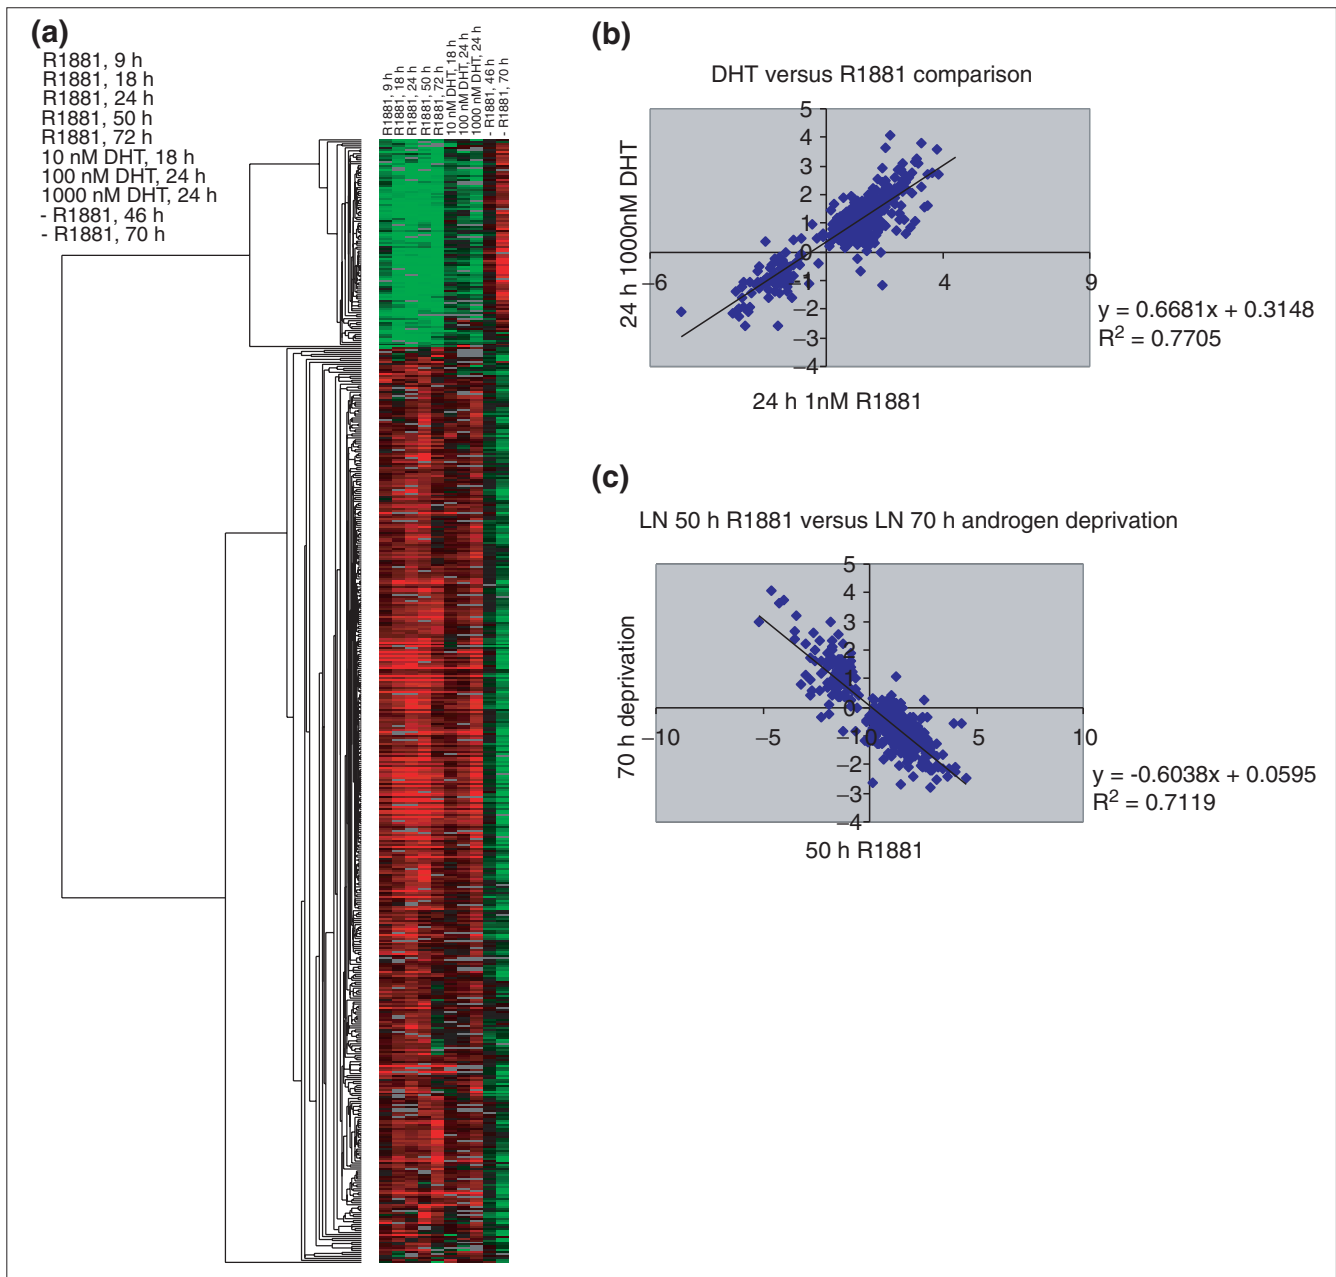 (a)
R1881, 9 h
R1881, 18 h
R1881, 24 h
R1881, 50 h
R1881, 72 h
10 nM DHT, 18 h
100 nM DHT, 24 h
1000 nM DHT, 24 h
- R1881, 46 h
- R1881, 70 h
R1881, 9 h
R1881, 18 h
R1881, 24 h
R1881, 50 h
R1881, 72 h
10 nM DHT, 18 h
100 nM DHT, 24 h
1000 nM DHT, 24 h
- R1881, 46 h
- R1881, 70 h
(b)
DHT versus R1881 comparison
24 h 1000nM DHT
5
4
3
2
1
0
−1
−2
−3
−4
−6
4
9
24 h 1nM R1881
y = 0.6681x + 0.3148
R² = 0.7705
(c)
LN 50 h R1881 versus LN 70 h androgen deprivation
70 h deprivation
5
4
3
2
1
0
−1
−2
−3
−4
−10
−5
0
5
10
50 h R1881
y = -0.6038x + 0.0595
R² = 0.7119